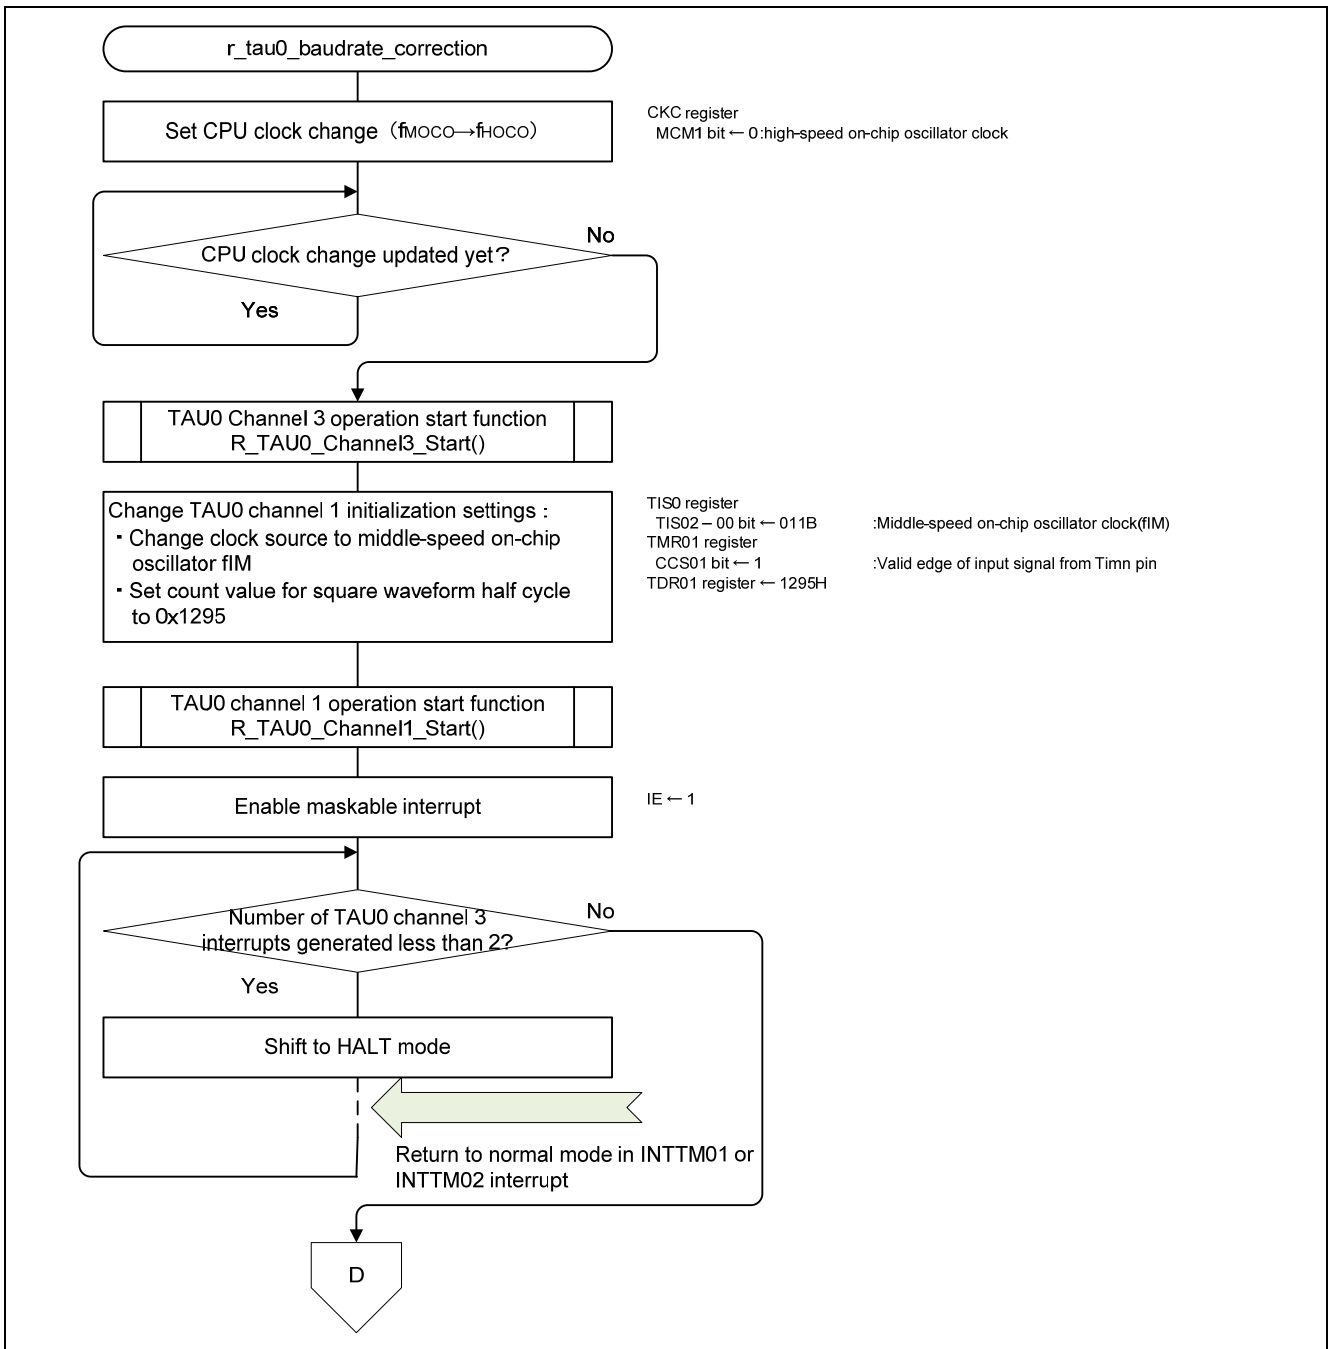 r_tau0_baudrate_correction
Set CPU clock change (fMOCO→fHOCO)
CKC register
MCM1 bit ← 0:high-speed on-chip oscillator clock
CPU clock change updated yet?
No
Yes
TAU0 Channel 3 operation start function
R_TAU0_Channel3_Start()
Change TAU0 channel 1 initialization settings :
・Change clock source to middle-speed on-chip
oscillator fIM
・Set count value for square waveform half cycle
to 0x1295
TIS0 register
TIS02 – 00 bit ← 011B :Middle-speed on-chip oscillator clock(fIM)
TMR01 register
CCS01 bit ← 1 :Valid edge of input signal from Timn pin
TDR01 register ← 1295H
TAU0 channel 1 operation start function
R_TAU0_Channel1_Start()
Enable maskable interrupt
IE ← 1
Number of TAU0 channel 3
interrupts generated less than 2?
No
Yes
Shift to HALT mode
Return to normal mode in INTTM01 or
INTTM02 interrupt
D